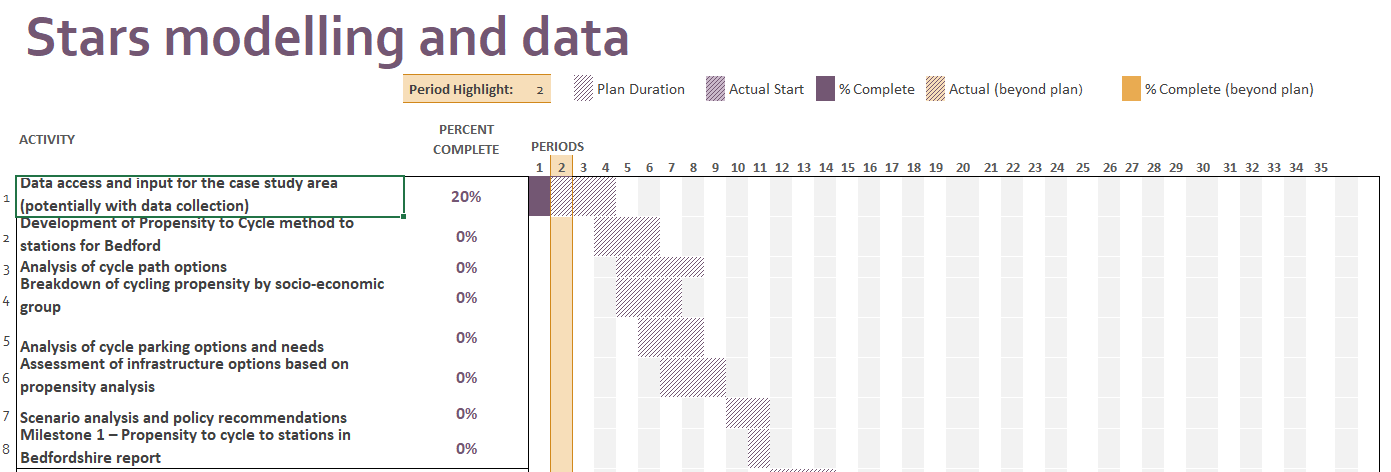 Stars modelling and data
Period Highlight: 2 Plan Duration Actual Start % Complete Actual (beyond plan) % Complete (beyond plan)
ACTIVITY PERCENT COMPLETE PERIODS
1 2 3 4 5 6 7 8 9 10 11 12 13 14 15 16 17 18 19 20 21 22 23 24 25 26 27 28 29 30 31 32 33 34 35
1 Data access and input for the case study area
(potentially with data collection) 20%
2 Development of Propensity to Cycle method to
stations for Bedford 0%
3 Analysis of cycle path options 0%
4 Breakdown of cycling propensity by socio-economic
group 0%
5 Analysis of cycle parking options and needs 0%
6 Assessment of infrastructure options based on
propensity analysis 0%
7 Scenario analysis and policy recommendations 0%
8 Milestone 1 – Propensity to cycle to stations in
Bedfordshire report 0%